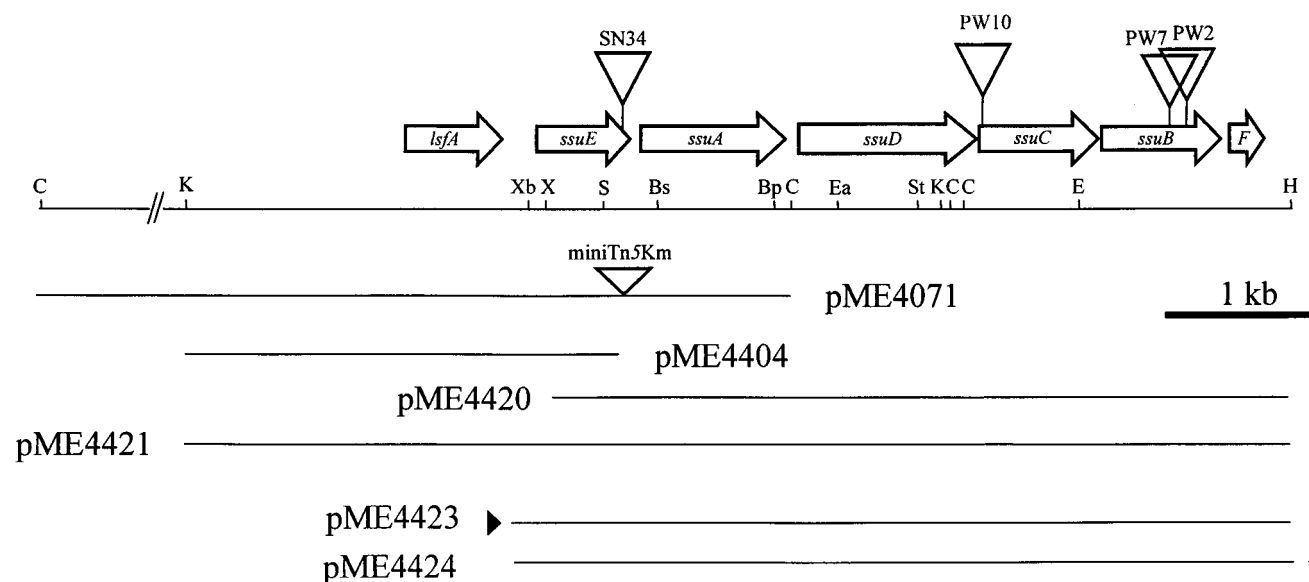 SN34 PW10 PW7 PW2
lsfA ssuE ssuA ssuD ssuC ssuB F
C K Xb X S Bs Bp C Ea St K C C E H
miniTn5Km
pME4071 1 kb
pME4404
pME4420
pME4421
pME4423
pME4424